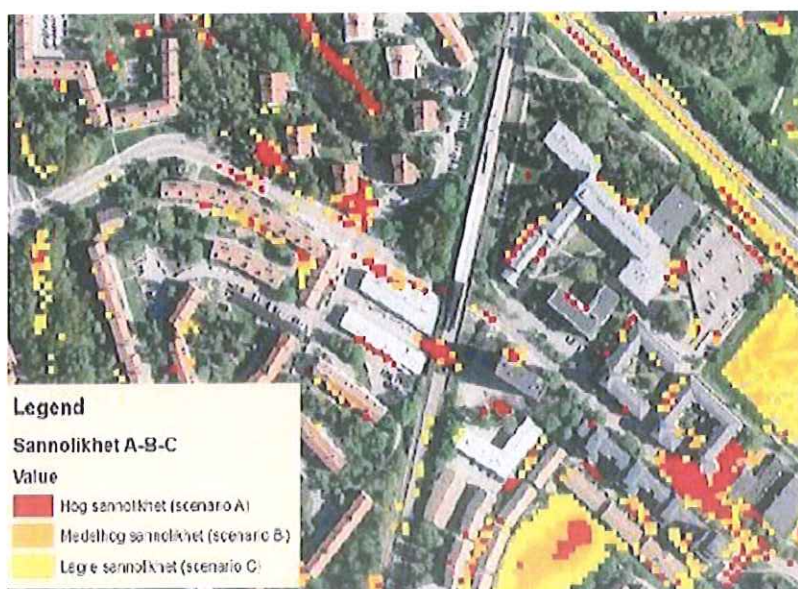 Legend
Sannolikhet A-B-C
Value
Hög sannolikhet (scenario A)
Medelhög sannolikhet (scenario B)
Lägre sannolikhet (scenario C)